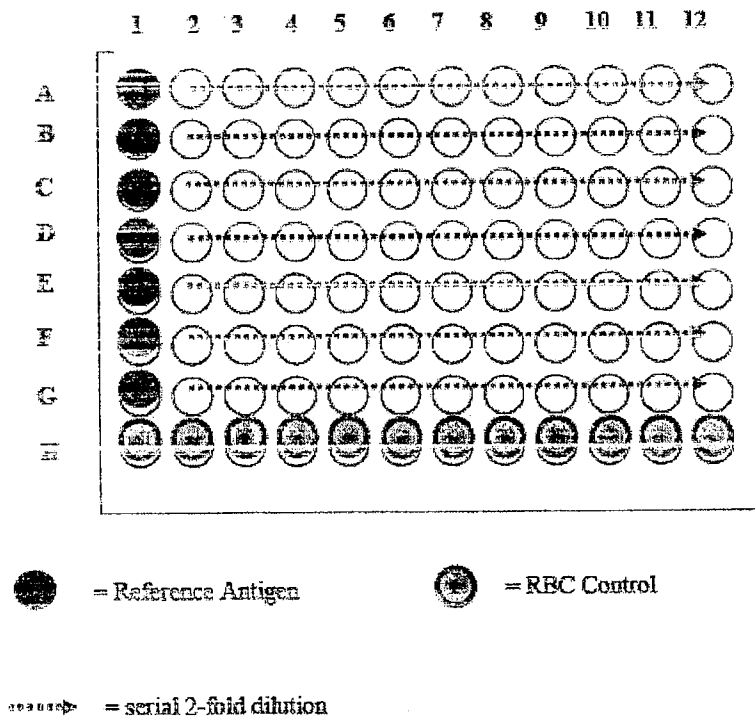 1 2 3 4 5 6 7 8 9 10 11 12
A
B
C
D
E
F
G
H
= Reference Antigen
= RBC Control
= serial 2-fold dilution